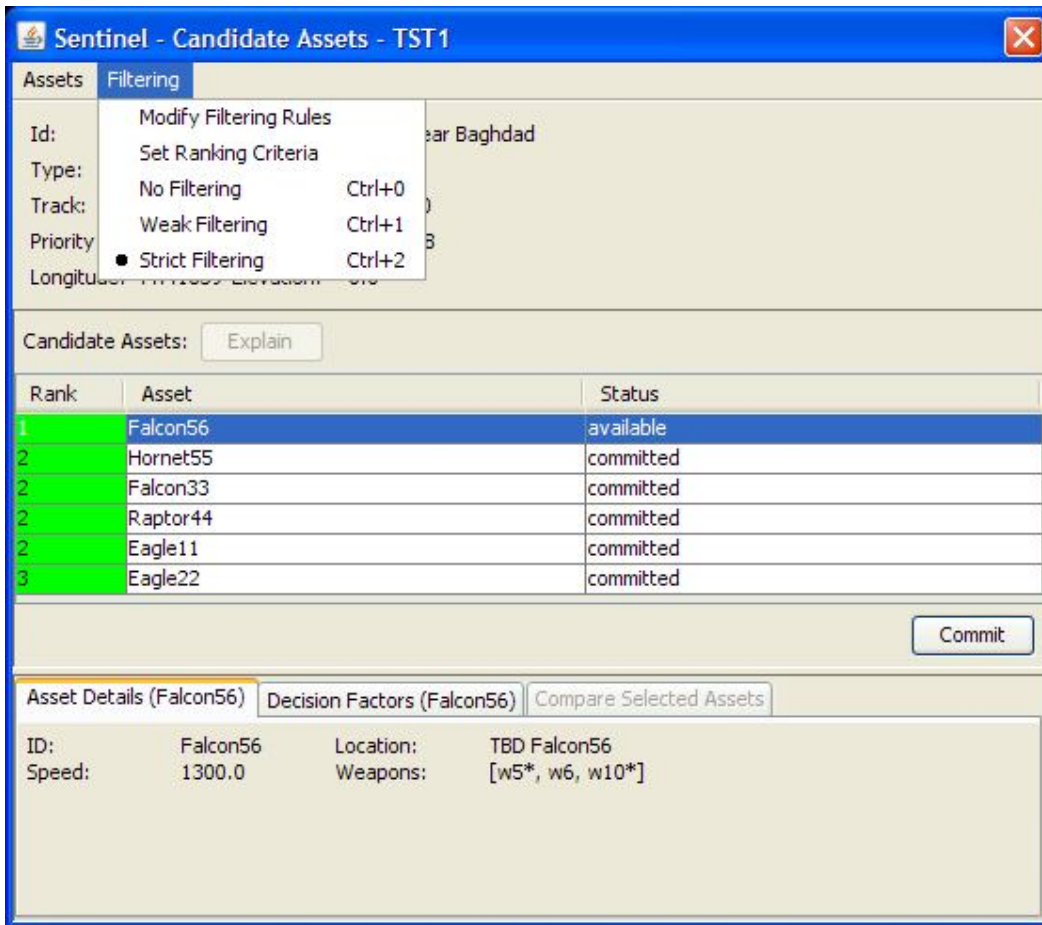 Sentinel - Candidate Assets - TST1
Assets Filtering
Modify Filtering Rules
Set Ranking Criteria
No Filtering Ctrl+0
Weak Filtering Ctrl+1
Strict Filtering Ctrl+2
Id: Baghdad
Type:
Track:
Priority
Candidate Assets: Explain
Rank Asset Status
1 Falcon56 available
2 Hornet55 committed
2 Falcon33 committed
2 Raptor44 committed
2 Eagle11 committed
3 Eagle22 committed
Commit
Asset Details (Falcon56) Decision Factors (Falcon56) Compare Selected Assets
ID: Falcon56 Location: TBD Falcon56
Speed: 1300.0 Weapons: [w5*, w6, w10*]